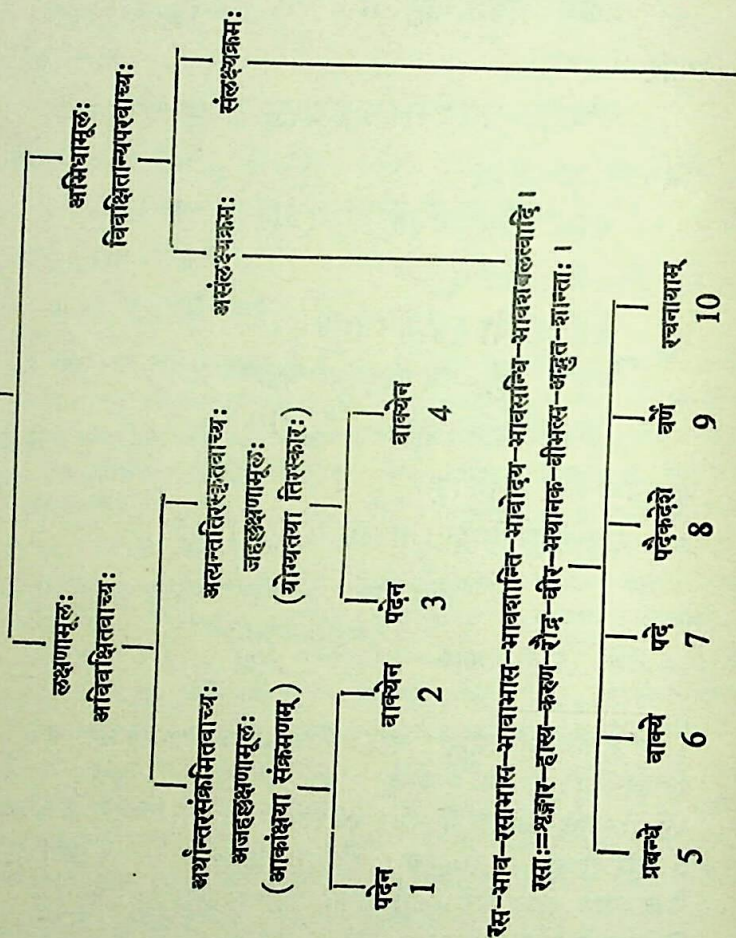 लक्षणामूलः
अविवक्षितवाच्यः
अभिधामूलः
विवक्षितान्यपरवाच्यः
अर्थान्तरसंक्रमितवाच्यः
अजहल्लक्षणामूलः
(आकांक्षया संक्रमणम्)
अत्यन्ततिरस्कृतवाच्यः
जहल्लक्षणामूलः
(योग्यतया तिरस्कारः)
असंलक्ष्यक्रमः
संलक्ष्यक्रमः
पदेन
1
वाक्येन
2
पदेन
3
वाक्येन
4
रस-भाव-रसाभास-भावाभास-भावशान्ति-भावोदय-भावसन्धि-भावशबलत्वादि ।
रसाः=श्रृङ्गार-हास्य-करुण-रौद्र-वीर-भयानक-बीभत्स-अद्भुत-शान्ताः ।
प्रबन्धे
5
वाक्ये
6
पदे
7
पदैकदेशे
8
वर्णे
9
रचनायाम्
10